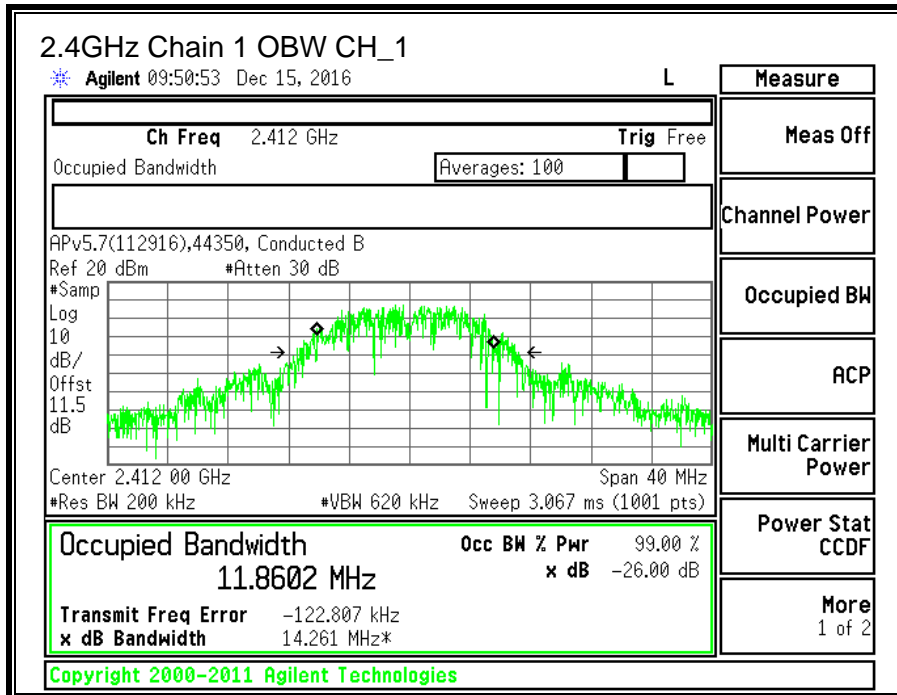 2.4GHz Chain 1 OBW CH_1
Agilent 09:50:53 Dec 15, 2016 L
Measure
Ch Freq 2.412 GHz Trig Free
Occupied Bandwidth Averages: 100
APv5.7(112916),44350, Conducted B
Ref 20 dBm #Atten 30 dB
#Samp
Log
10
dB/
Offst
11.5
dB
Center 2.412 00 GHz Span 40 MHz
#Res BW 200 kHz #VBW 620 kHz Sweep 3.067 ms (1001 pts)
Occupied Bandwidth Occ BW % Pwr 99.00 %
11.8602 MHz x dB -26.00 dB
Transmit Freq Error -122.807 kHz
x dB Bandwidth 14.261 MHz*
Meas Off
Channel Power
Occupied BW
ACP
Multi Carrier
Power
Power Stat
CCDF
More
1 of 2
Copyright 2000-2011 Agilent Technologies